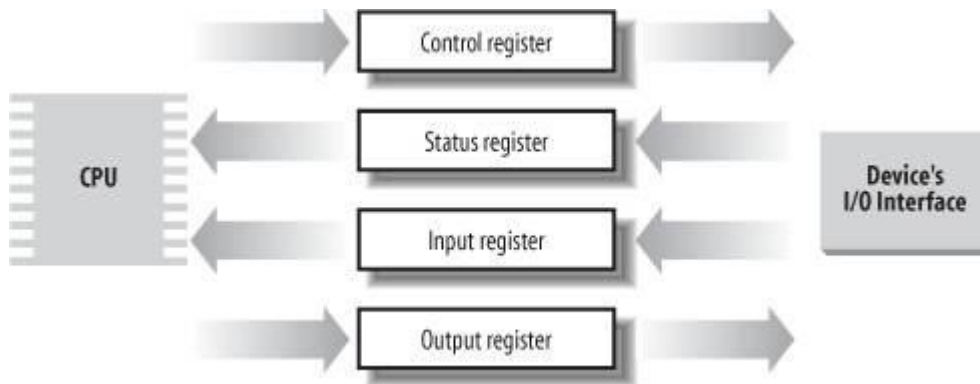 Control register
Status register
CPU
Device's
I/O Interface
Input register
Output register